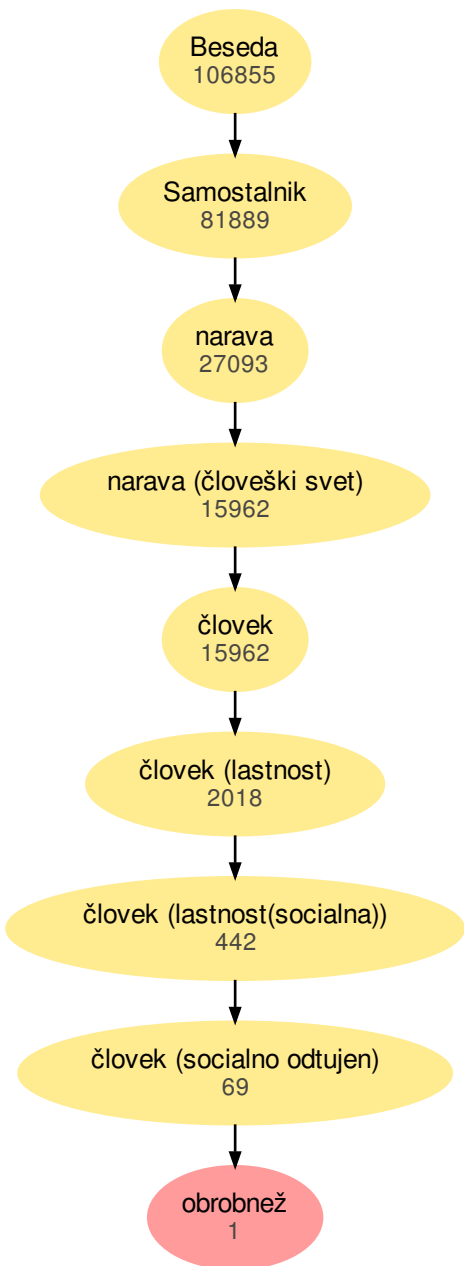 Beseda
106855
Samostalnik
81889
narava
27093
narava (človeški svet)
15962
človek
15962
človek (lastnost)
2018
človek (lastnost(socialna))
442
človek (socialno odtujen)
69
obrobnež
1